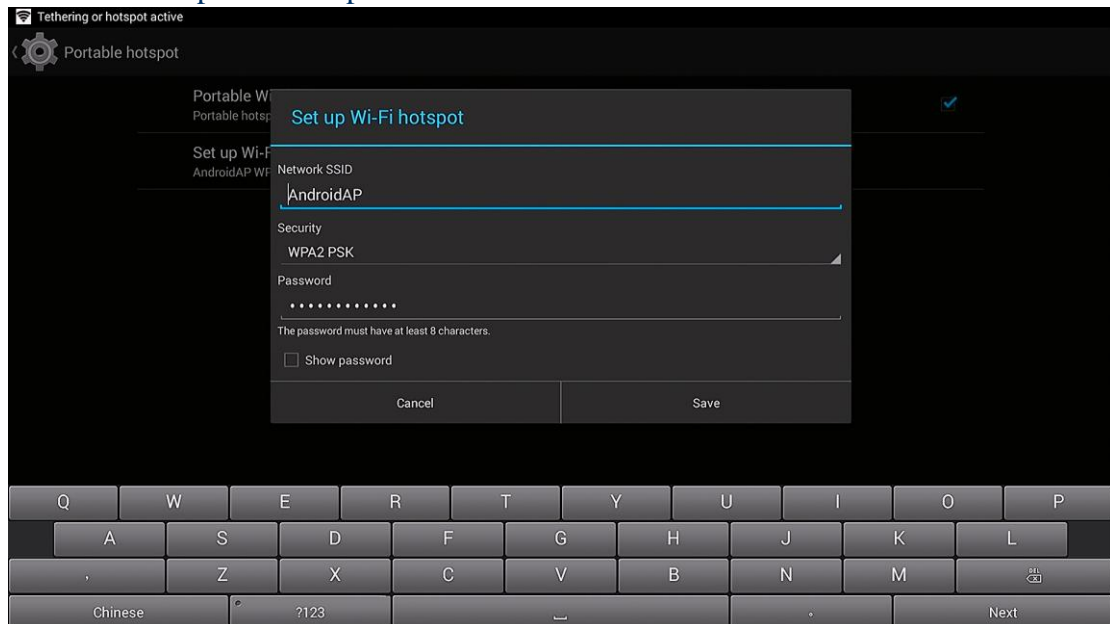 Tethering or hotspot active
Portable hotspot
Portable Wi
Portable hotsp
Set up Wi-F
AndroidAP WP
Set up Wi-Fi hotspot
Network SSID
AndroidAP
Security
WPA2 PSK
Password
••••••••••••
The password must have at least 8 characters.
Show password
Cancel Save
Q W E R T Y U I O P
A S D F G H J K L
, Z X C V B N M DEL
Chinese ?123 . Next